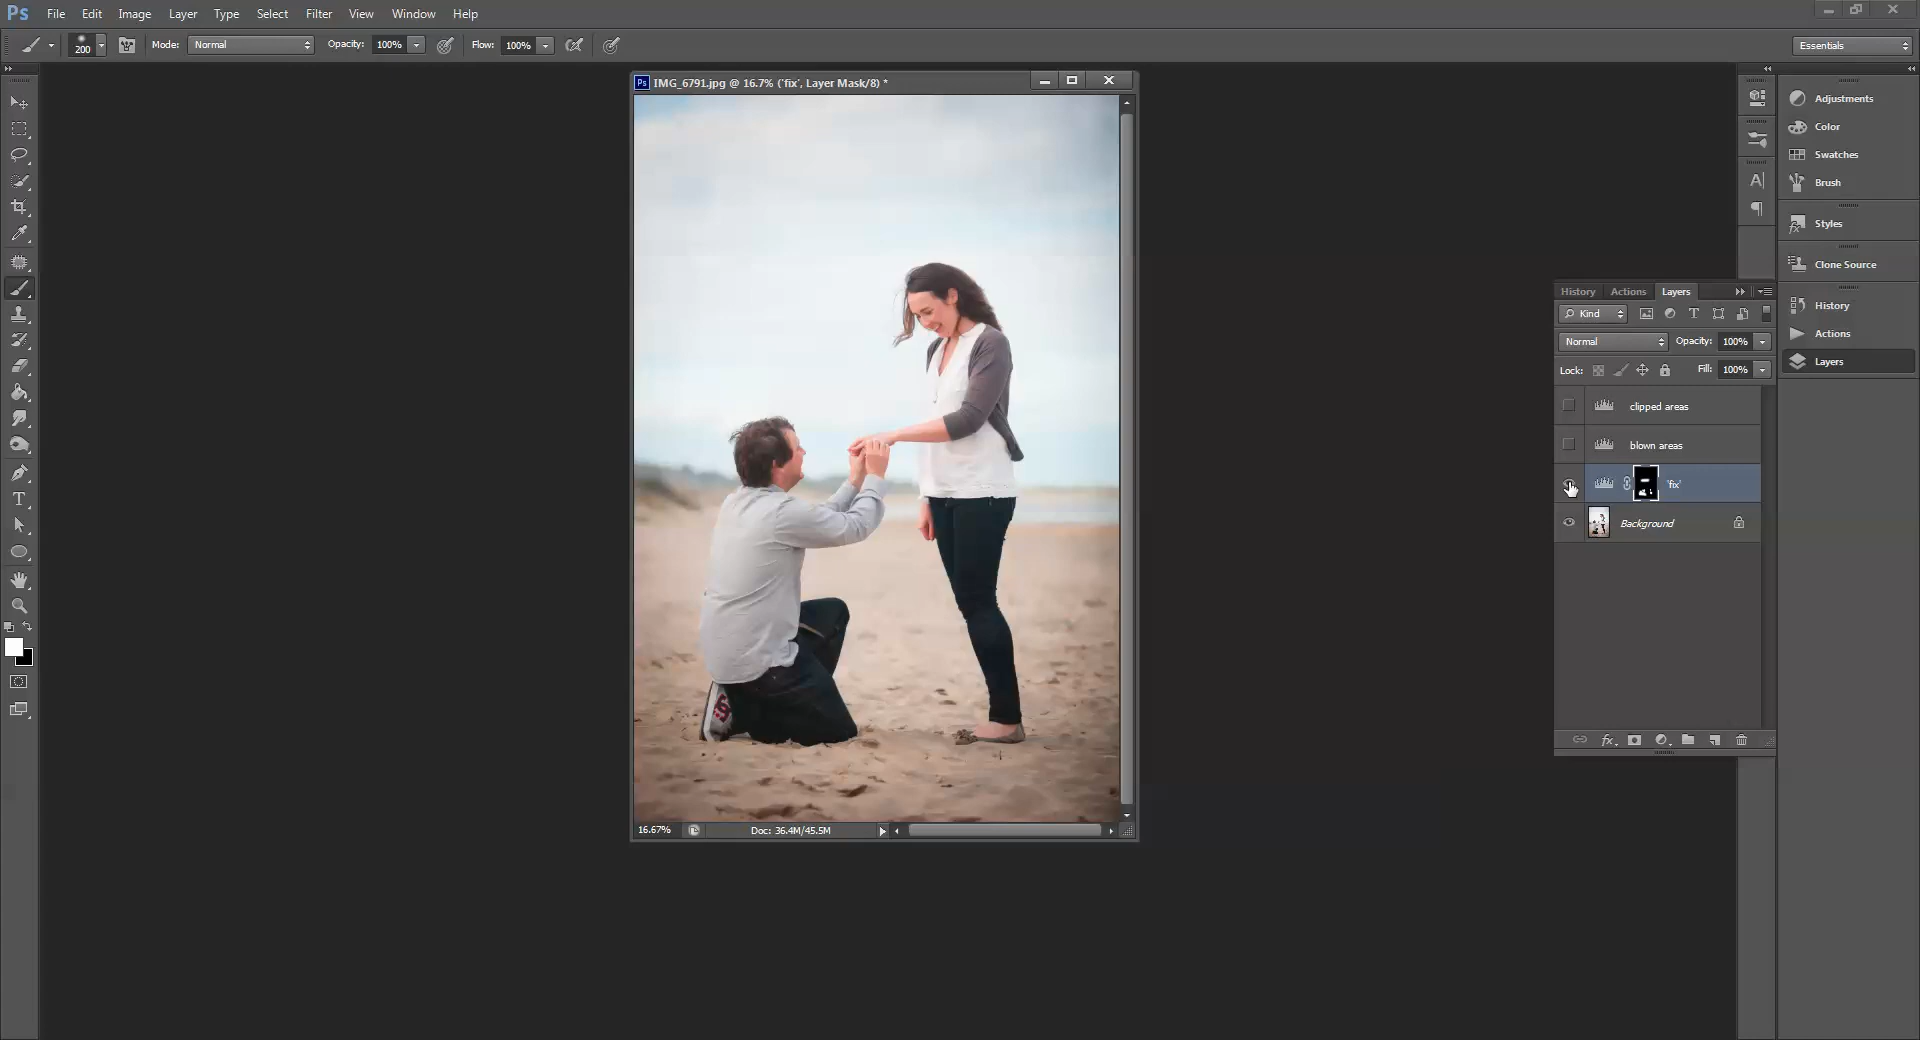 Ps File Edit Image Layer Type Select Filter View Window Help
200 Mode: Normal Opacity: 100% Flow: 100% Essentials
Ps IMG_6791.jpg @ 16.7% ('fix', Layer Mask/8) *
Adjustments
Color
Swatches
Brush
Styles
Clone Source
History
Actions
Layers
History Actions Layers
Kind
Normal Opacity: 100%
Lock: Fill: 100%
clipped areas
blown areas
'fix'
Background
fx
16.67% Doc: 36.4M/45.5M